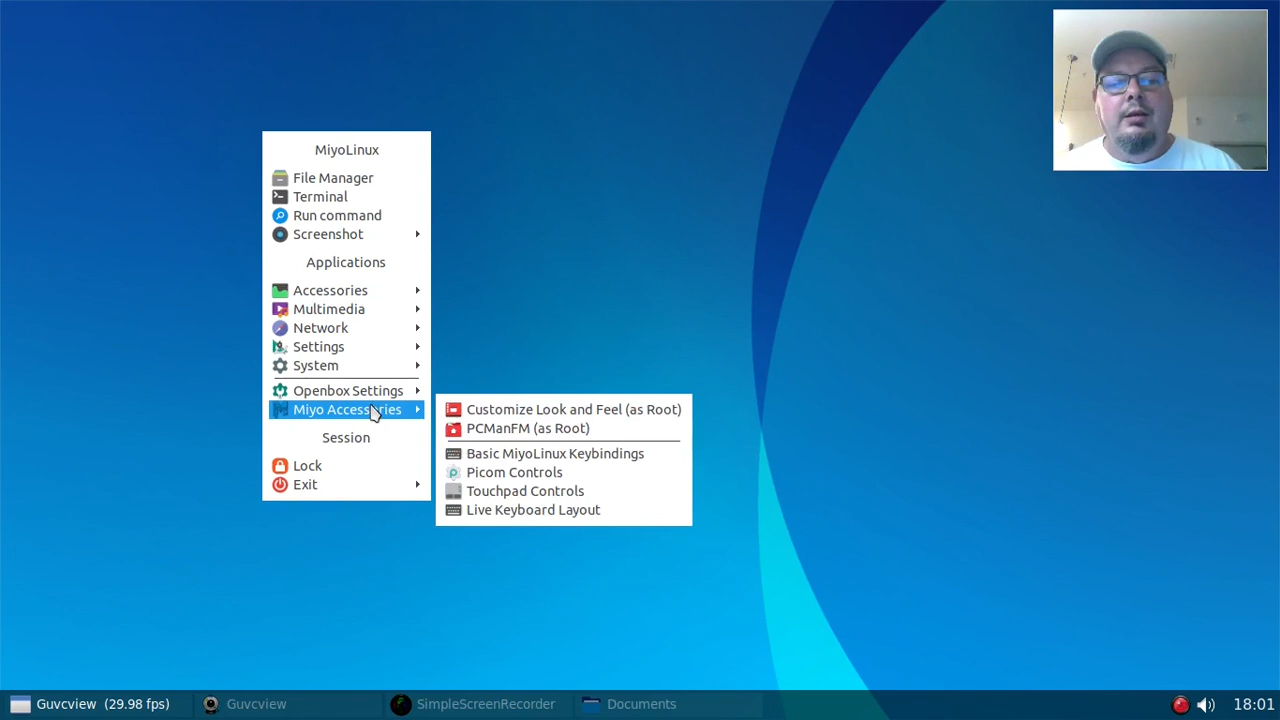 MiyoLinux
File Manager
Terminal
Run command
Screenshot
Applications
Accessories
Multimedia
Network
Settings
System
Openbox Settings
Miyo Accessories
Session
Lock
Exit
Customize Look and Feel (as Root)
PCManFM (as Root)
Basic MiyoLinux Keybindings
Picom Controls
Touchpad Controls
Live Keyboard Layout
Guvcview (29.98 fps)
Guvcview
SimpleScreenRecorder
Documents
18:01